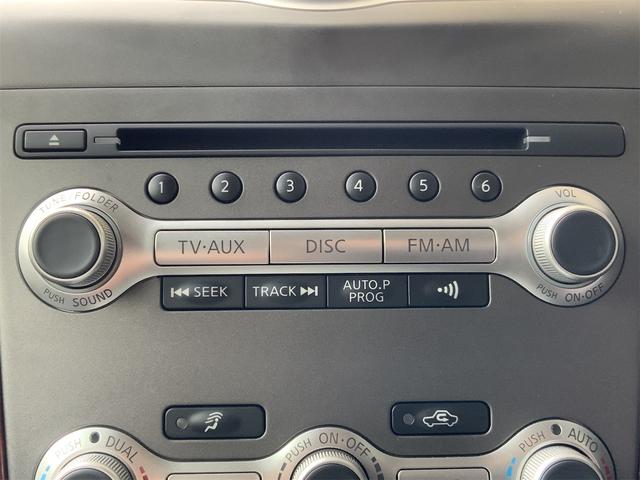 1 2 3 4 5 6
TUNE·FOLDER
VOL
TV·AUX DISC FM·AM
PUSH SOUND
PUSH ON·OFF
SEEK TRACK AUTO.P PROG
PUSH DUAL
PUSH ON·OFF
PUSH AUTO